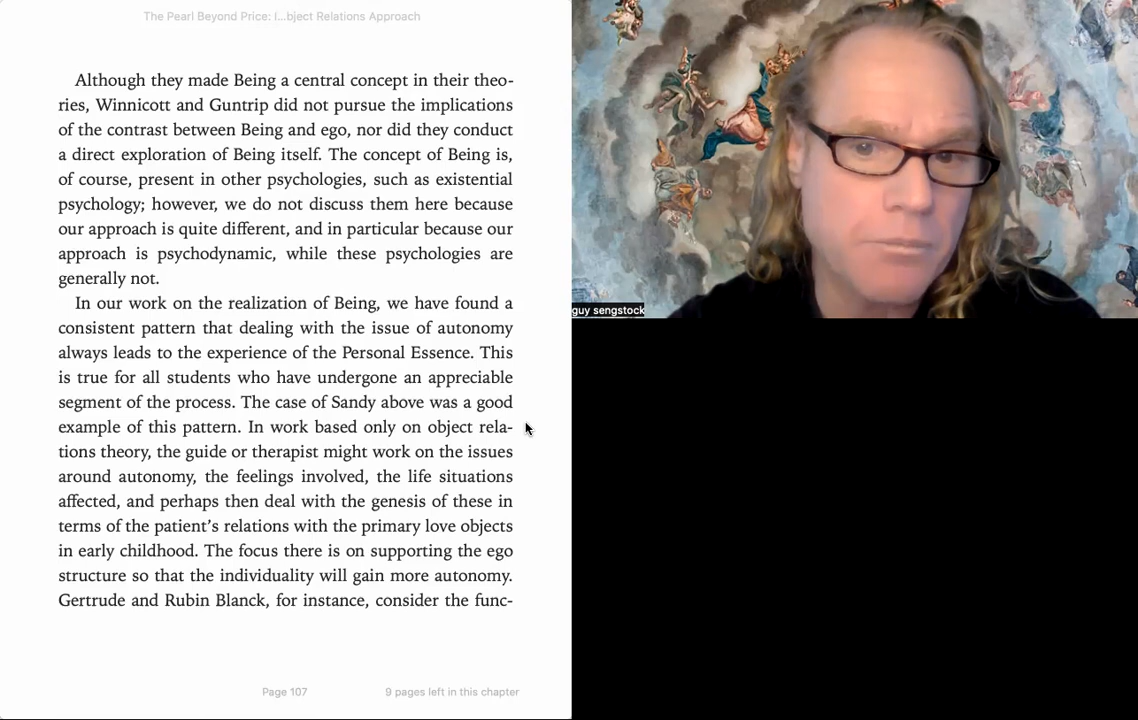 The Pearl Beyond Price: I...bject Relations Approach
Although they made Being a central concept in their theo-
ries, Winnicott and Guntrip did not pursue the implications
of the contrast between Being and ego, nor did they conduct
a direct exploration of Being itself. The concept of Being is,
of course, present in other psychologies, such as existential
psychology; however, we do not discuss them here because
our approach is quite different, and in particular because our
approach is psychodynamic, while these psychologies are
generally not.
In our work on the realization of Being, we have found a
consistent pattern that dealing with the issue of autonomy
always leads to the experience of the Personal Essence. This
is true for all students who have undergone an appreciable
segment of the process. The case of Sandy above was a good
example of this pattern. In work based only on object rela-
tions theory, the guide or therapist might work on the issues
around autonomy, the feelings involved, the life situations
affected, and perhaps then deal with the genesis of these in
terms of the patient's relations with the primary love objects
in early childhood. The focus there is on supporting the ego
structure so that the individuality will gain more autonomy.
Gertrude and Rubin Blanck, for instance, consider the func-
Page 107
9 pages left in this chapter
guy sengstock